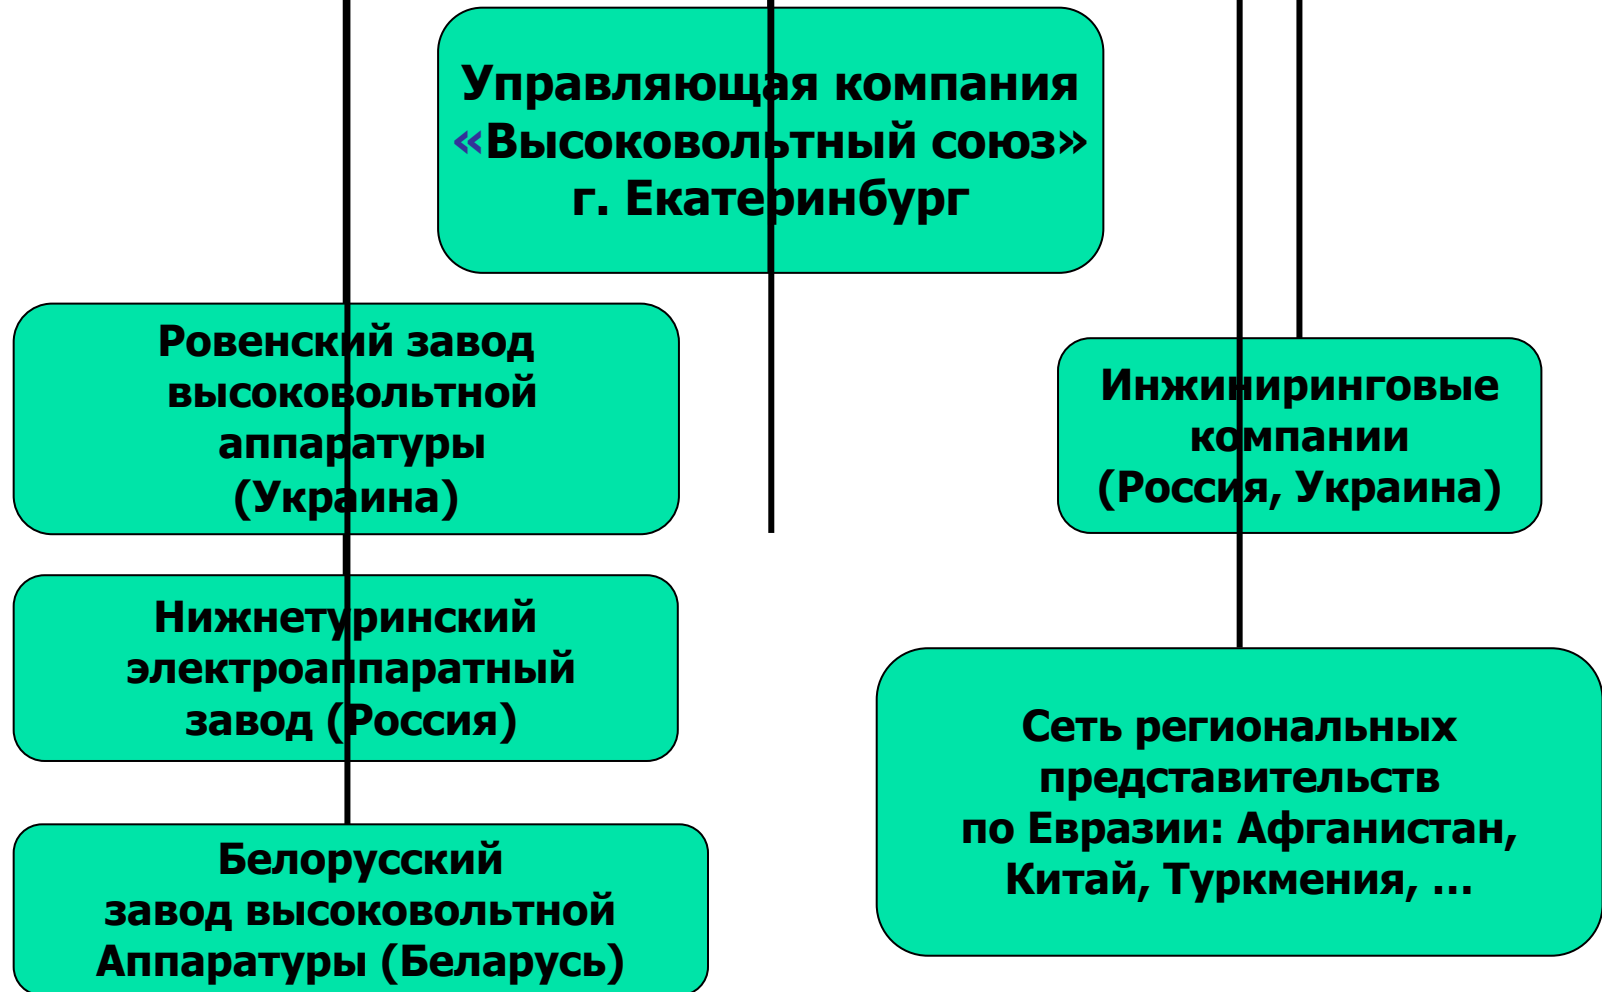 Управляющая компания
«Высоковольтный союз»
г. Екатеринбург
Ровенский завод
высоковольтной
аппаратуры
(Украина)
Инжиниринговые
компании
(Россия, Украина)
Нижнетуринский
электроаппаратный
завод (Россия)
Сеть региональных
представительств
по Евразии: Афганистан,
Китай, Туркмения, ...
Белорусский
завод высоковольтной
Аппаратуры (Беларусь)